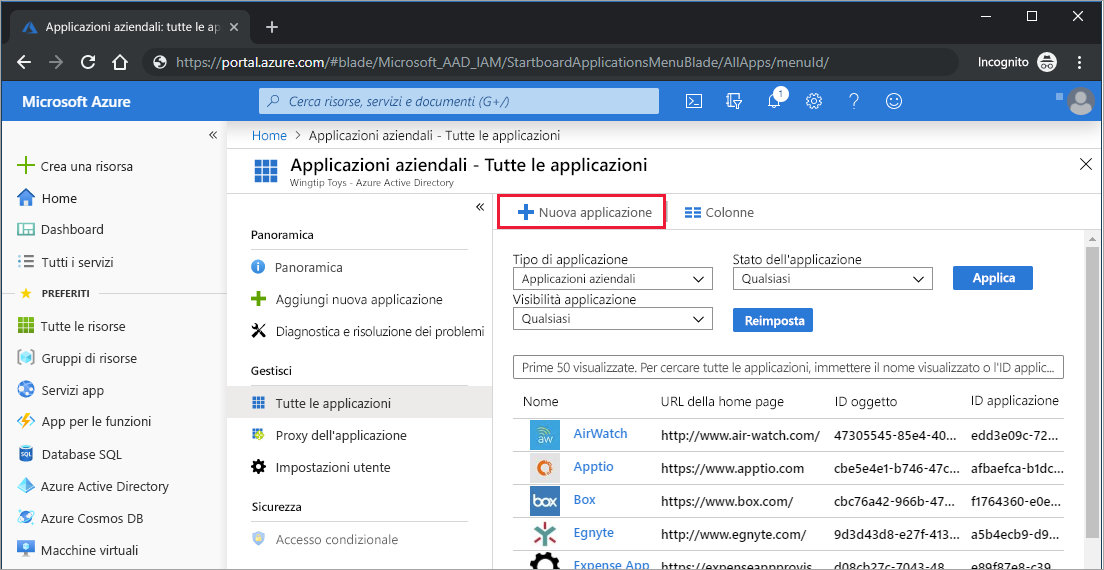 Applicazioni aziendali: tutte le ap
https://portal.azure.com/#blade/Microsoft_AAD_IAM/StartboardApplicationsMenuBlade/AllApps/menuId/
Incognito
Microsoft Azure
Cerca risorse, servizi e documenti (G+/)
1
Crea una risorsa
Home
Dashboard
Tutti i servizi
PREFERITI
Tutte le risorse
Gruppi di risorse
Servizi app
App per le funzioni
Database SQL
Azure Active Directory
Azure Cosmos DB
Macchine virtuali
Home > Applicazioni aziendali - Tutte le applicazioni
Applicazioni aziendali - Tutte le applicazioni
Wingtip Toys - Azure Active Directory
Panoramica
Panoramica
Aggiungi nuova applicazione
Diagnostica e risoluzione dei problemi
Gestisci
Tutte le applicazioni
Proxy dell'applicazione
Impostazioni utente
Sicurezza
Accesso condizionale
Nuova applicazione
Colonne
Tipo di applicazione
Applicazioni aziendali
Stato dell'applicazione
Qualsiasi
Applica
Visibilità applicazione
Qualsiasi
Reimposta
Prime 50 visualizzate. Per cercare tutte le applicazioni, immettere il nome visualizzato o l'ID applic...
Nome URL della home page ID oggetto ID applicazione
aw AirWatch http://www.air-watch.com/ 47305545-85e4-40... edd3e09c-72...
Apptio https://www.apptio.com cbe5e4e1-b746-47c... afbaefca-b1dc...
box Box https://www.box.com/ cbc76a42-966b-47... f1764360-e0e...
Egnyte http://www.egnyte.com/ 9d3d43d8-e27f-413... a5b4ecb9-d9...
Expense App https://expenseappprovis... d08cb27c-7043-48... e89f87e8-c39...